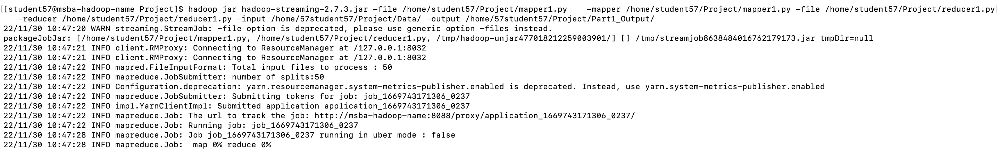 [[student57@msba-hadoop-name Project]$ hadoop jar hadoop-streaming-2.7.3.jar –file /home/student57/Project/mapper1.py    –mapper /home/student57/Project/mapper1.py –file /home/student57/Project/reducer1.py]
–reducer /home/student57/Project/reducer1.py –input /home/57student57/Project/Data/ –output /home/57student57/Project/Part1_Output/
22/11/30 10:47:20 WARN streaming.StreamJob: –file option is deprecated, please use generic option –files instead.
packageJobJar: [/home/student57/Project/mapper1.py, /home/student57/Project/reducer1.py, /tmp/hadoop-unjar477018212259003901/] [] /tmp/streamjob8638484016762179173.jar tmpDir=null
22/11/30 10:47:21 INFO client.RMProxy: Connecting to ResourceManager at /127.0.0.1:8032
22/11/30 10:47:21 INFO client.RMProxy: Connecting to ResourceManager at /127.0.0.1:8032
22/11/30 10:47:22 INFO mapred.FileInputFormat: Total input files to process : 50
22/11/30 10:47:22 INFO mapreduce.JobSubmitter: number of splits:50
22/11/30 10:47:22 INFO Configuration.deprecation: yarn.resourcemanager.system-metrics-publisher.enabled is deprecated. Instead, use yarn.system-metrics-publisher.enabled
22/11/30 10:47:22 INFO mapreduce.JobSubmitter: Submitting tokens for job: job_1669743171306_0237
22/11/30 10:47:22 INFO impl.YarnClientImpl: Submitted application application_1669743171306_0237
22/11/30 10:47:22 INFO mapreduce.Job: The url to track the job: http://msba-hadoop-name:8088/proxy/application_1669743171306_0237/
22/11/30 10:47:22 INFO mapreduce.Job: Running job: job_1669743171306_0237
22/11/30 10:47:28 INFO mapreduce.Job: Job job_1669743171306_0237 running in uber mode : false
22/11/30 10:47:28 INFO mapreduce.Job:  map 0% reduce 0%